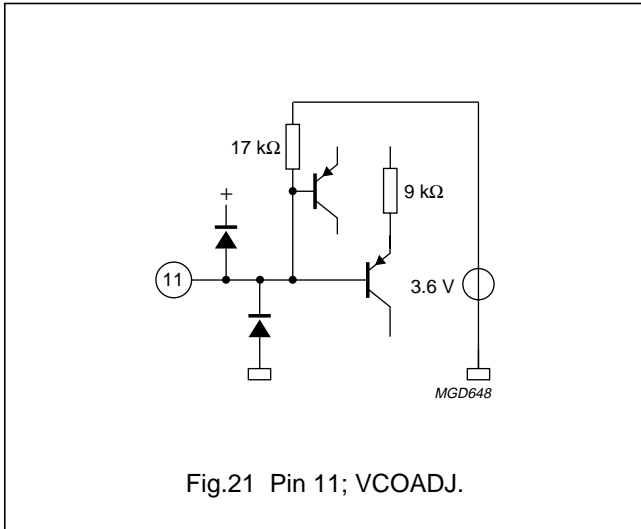 17 kΩ
9 kΩ
+
11
3.6 V
MGD648
Fig.21 Pin 11; VCOADJ.